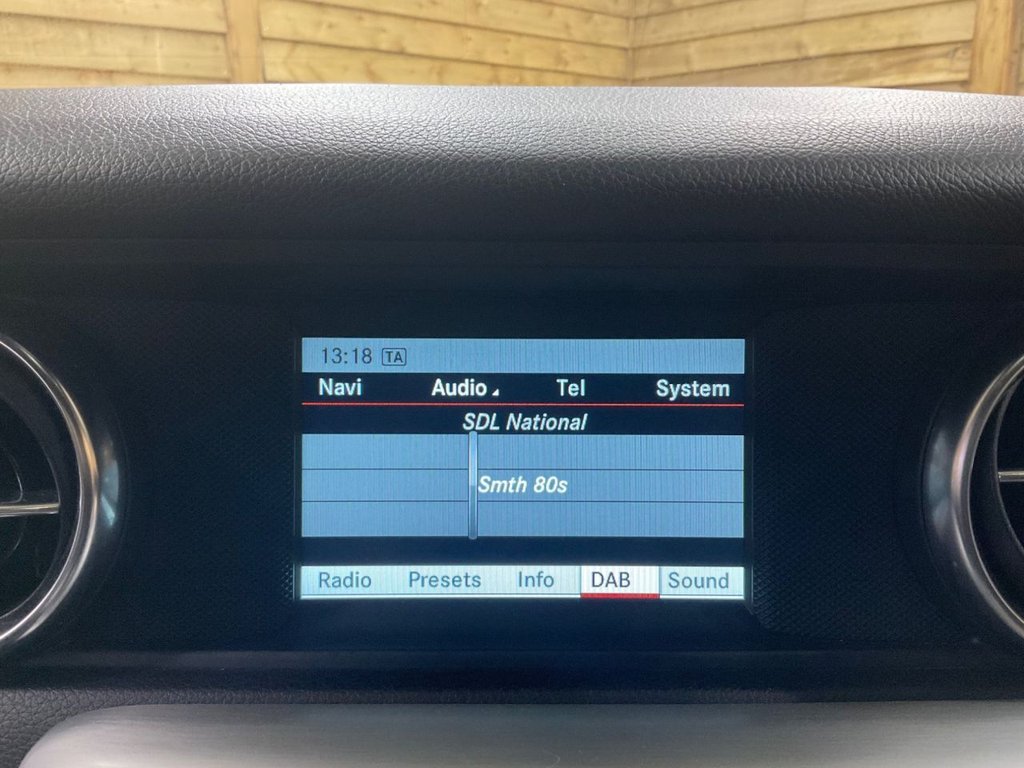 13:18 TA
Navi Audio Tel System
SDL National
Smth 80s
Radio Presets Info DAB Sound